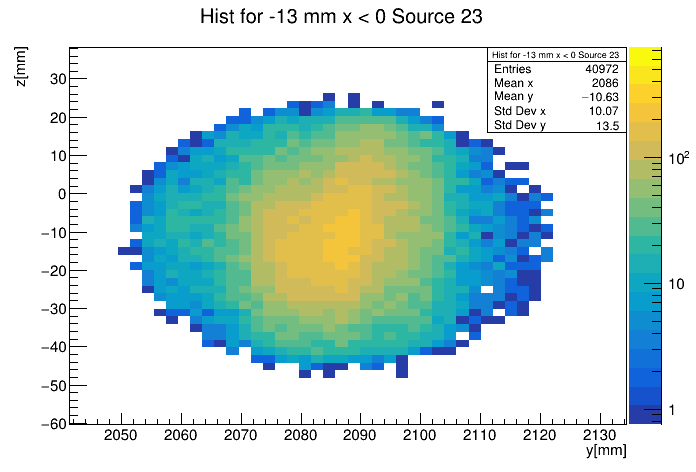 Hist for -13 mm x < 0 Source 23
z[mm]
Hist for -13 mm x < 0 Source 23
Entries 40972
Mean x 2086
Mean y −10.63
Std Dev x 10.07
Std Dev y 13.5
30
20
10
0
−10
−20
−30
−40
−50
−60
10²
10
1
2050 2060 2070 2080 2090 2100 2110 2120 2130
y[mm]